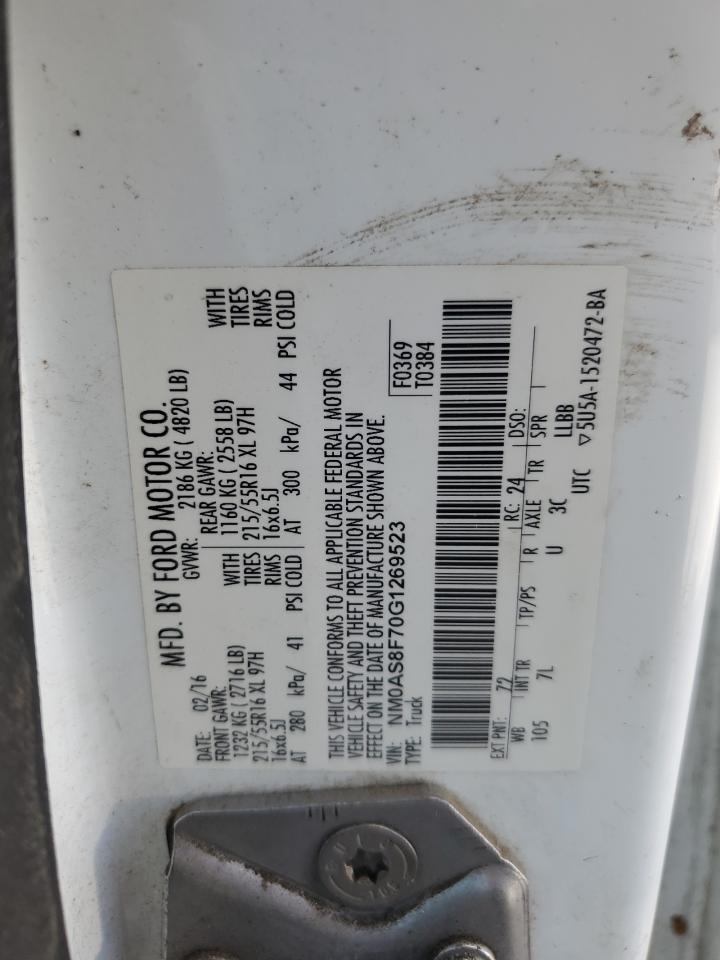 MFD. BY FORD MOTOR CO.
DATE: 02/16 GVWR: 2186 KG ( 4820 LB)
FRONT GAWR: REAR GAWR:
1232 KG ( 2716 LB) WITH 1160 KG ( 2558 LB) WITH
215/55R16 XL 97H TIRES 215/55R16 XL 97H TIRES
16x6.5J RIMS 16x6.5J RIMS
AT 280 kPa/ 41 PSI COLD AT 300 kPa/ 44 PSI COLD
THIS VEHICLE CONFORMS TO ALL APPLICABLE FEDERAL MOTOR
VEHICLE SAFETY AND THEFT PREVENTION STANDARDS IN
EFFECT ON THE DATE OF MANUFACTURE SHOWN ABOVE.
VIN: NM0AS8F70G1269523 F0369
TYPE: Truck T0384
EXT PNT: 72 RC: 24 DSO:
WB INT TR TP/PS R AXLE TR SPR
105 7L U 3C LLBB
UTC ▽5U5A-1520472-BA